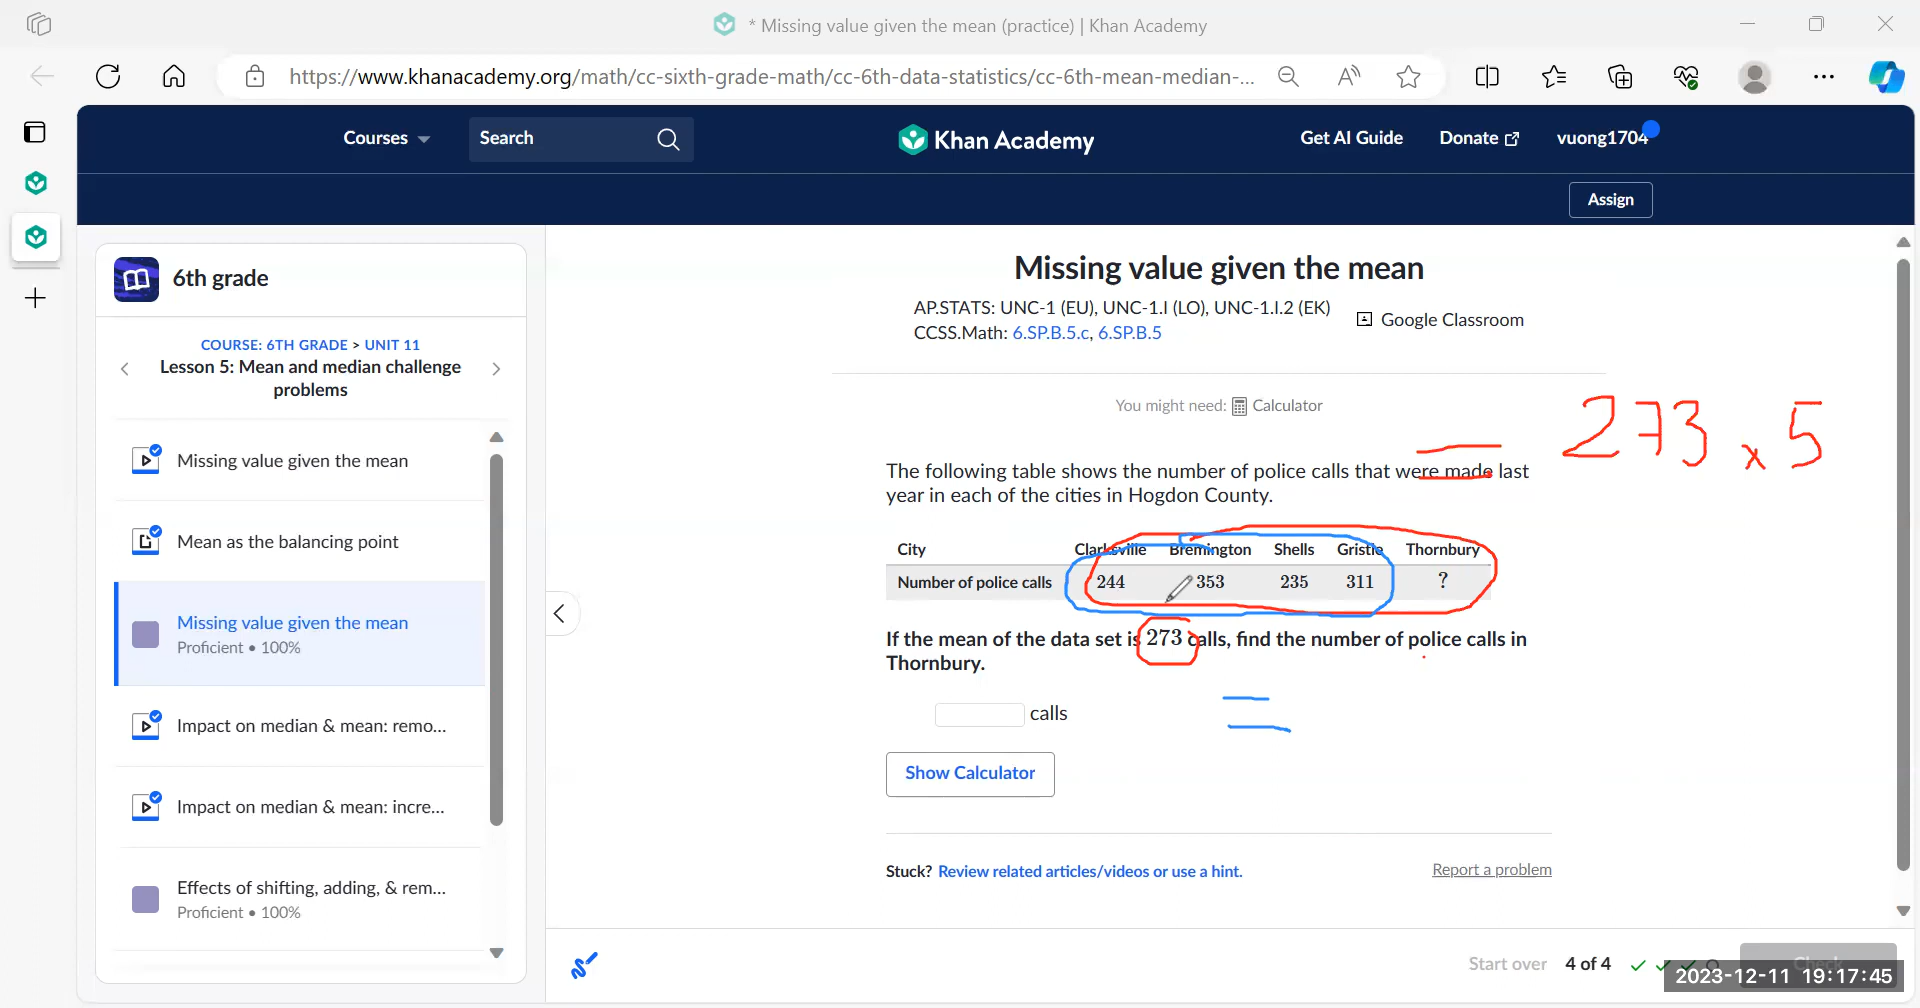 * Missing value given the mean (practice) | Khan Academy
https://www.khanacademy.org/math/cc-sixth-grade-math/cc-6th-data-statistics/cc-6th-mean-median-...
Courses
Search
Khan Academy
Get AI Guide
Donate
vuong1704
Assign
6th grade
COURSE: 6TH GRADE > UNIT 11
Lesson 5: Mean and median challenge
problems
Missing value given the mean
Mean as the balancing point
Missing value given the mean
Proficient • 100%
Impact on median & mean: remo...
Impact on median & mean: incre...
Effects of shifting, adding, & rem...
Proficient • 100%
Missing value given the mean
AP.STATS: UNC-1 (EU), UNC-1.I (LO), UNC-1.I.2 (EK)
CCSS.Math: 6.SP.B.5.c, 6.SP.B.5
Google Classroom
You might need: Calculator
273 x 5
The following table shows the number of police calls that were made last
year in each of the cities in Hogdon County.
City Clarksville Bremington Shells Gristle Thornbury
Number of police calls 244 353 235 311 ?
If the mean of the data set is 273 calls, find the number of police calls in
Thornbury.
calls
Show Calculator
Stuck? Review related articles/videos or use a hint.
Report a problem
Start over 4 of 4
Check
2023-12-11 19:17:45